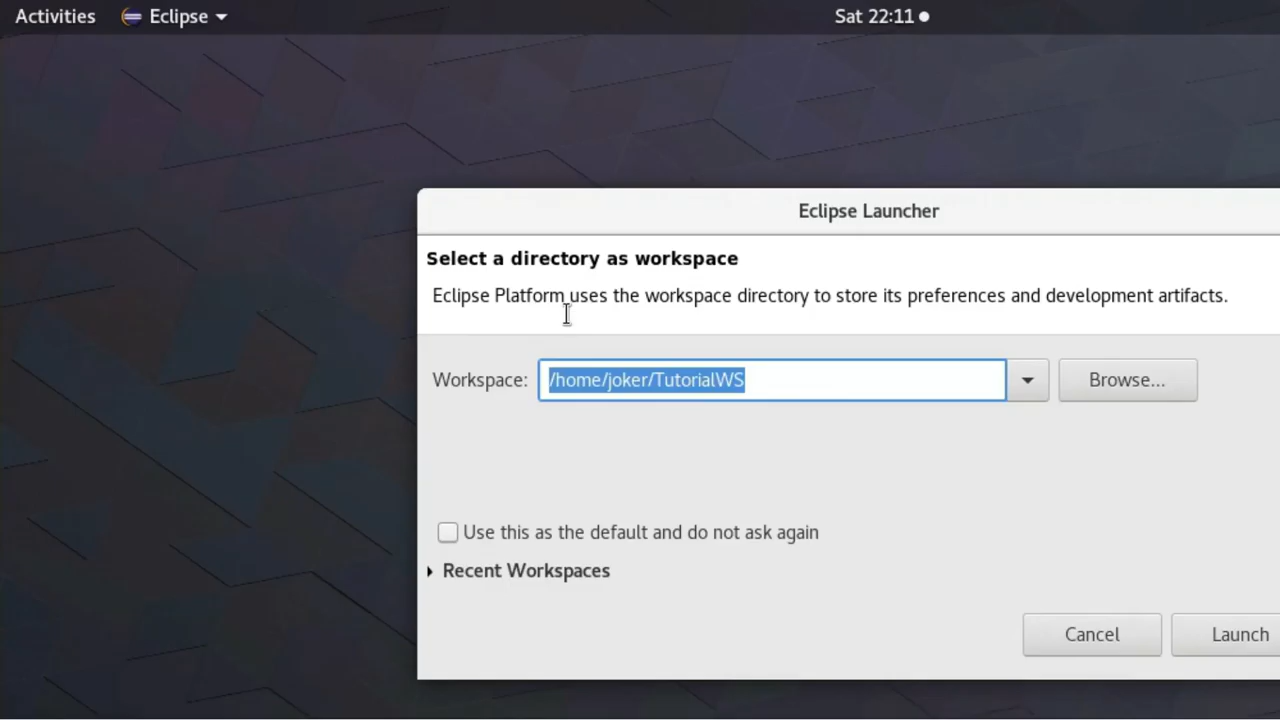 Activities Eclipse Sat 22:11
Eclipse Launcher
Select a directory as workspace
Eclipse Platform uses the workspace directory to store its preferences and development artifacts.
Workspace: /home/joker/TutorialWS Browse...
Use this as the default and do not ask again
Recent Workspaces
Cancel Launch